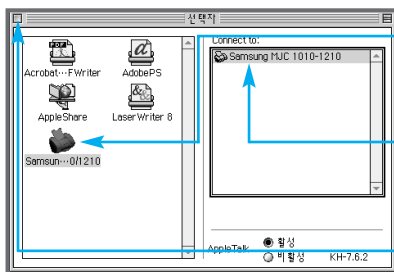 선택장
Connect to:
Samsung MJC 1010-1210
Acrobat…FWriter
AdobePS
AppleShare
LaserWriter 8
Samsun…0/1210
AppleTalk
활성
비활성
KH-7.6.2